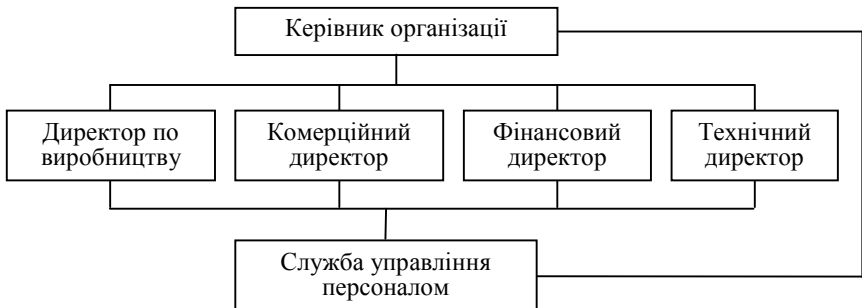 Керівник організації
Директор по
виробництву
Комерційний
директор
Фінансовий
директор
Технічний
директор
Служба управління
персоналом